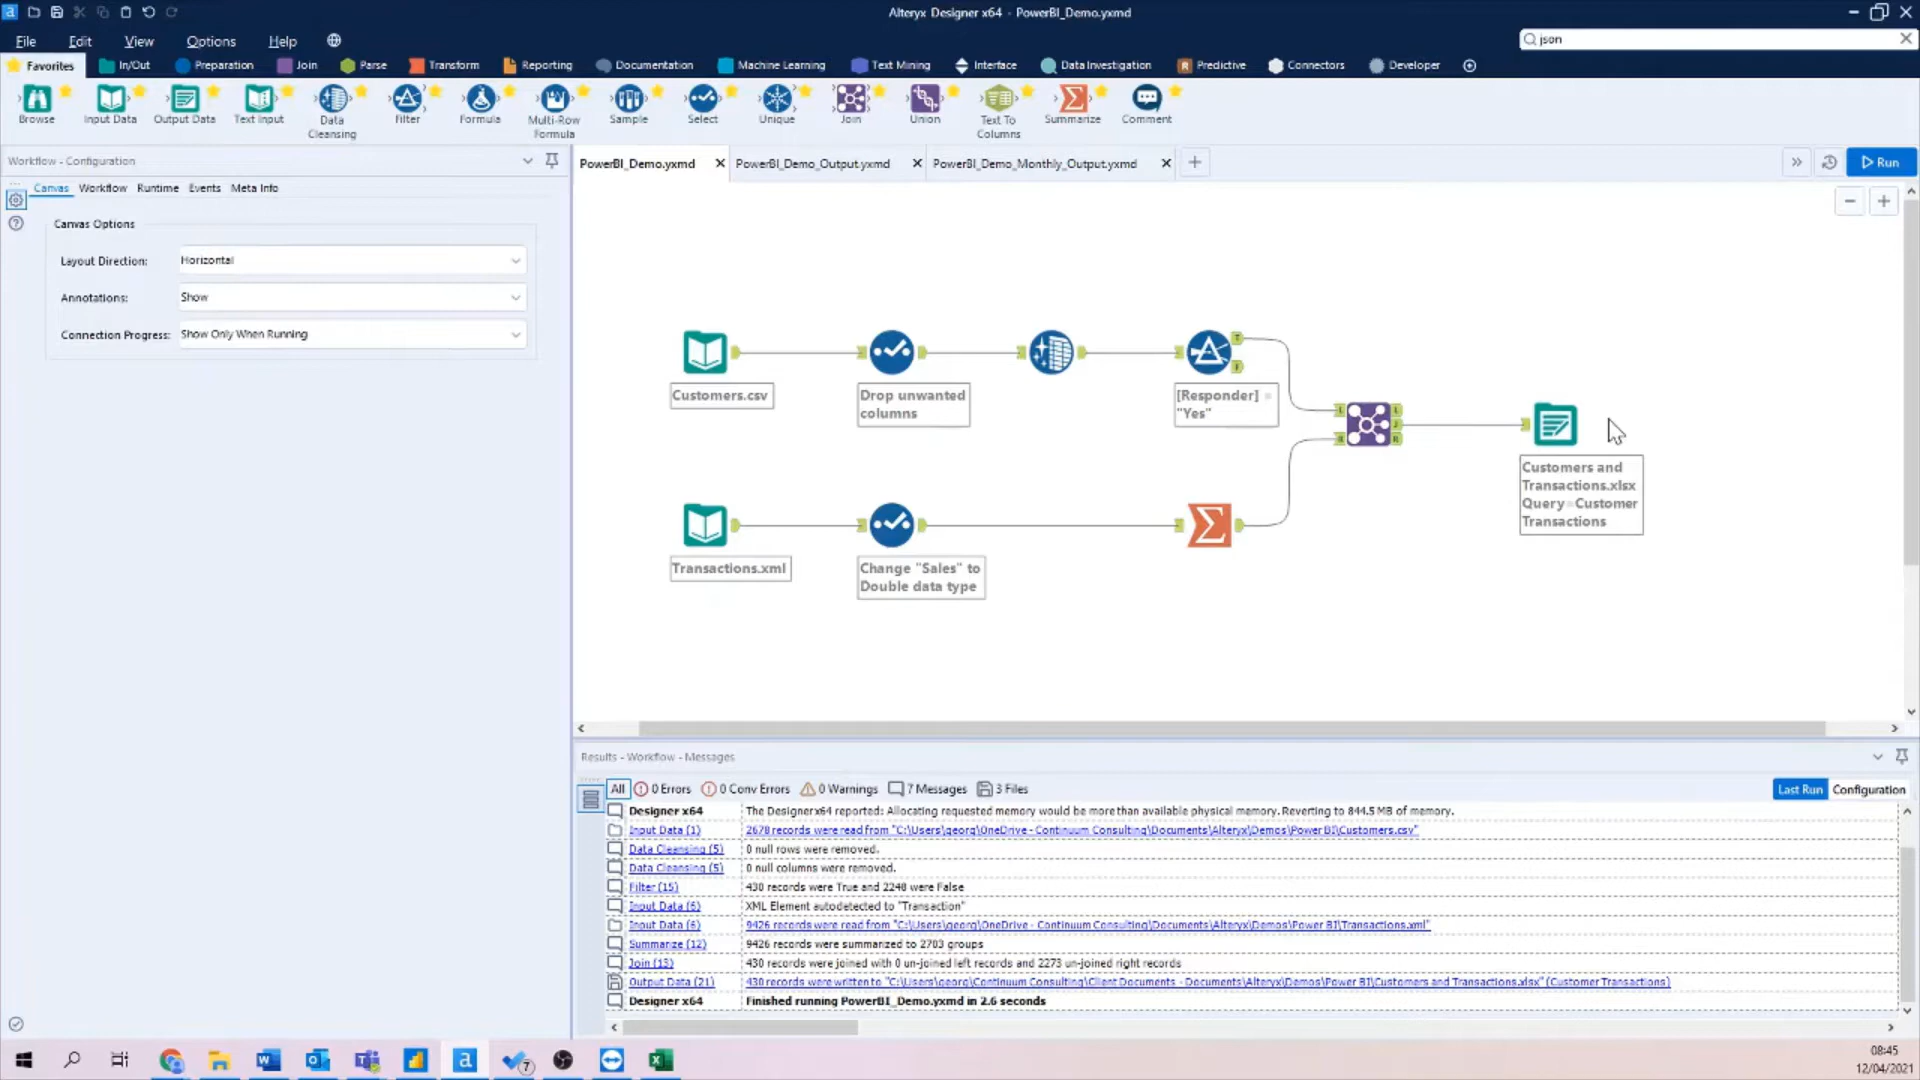 Alteryx Designer x64 - PowerBI_Demo.yxmd
File Edit View Options Help
json
Favorites In/Out Preparation Join Parse Transform Reporting Documentation Machine Learning Text Mining Interface Data Investigation Predictive Connectors Developer
Browse Input Data Output Data Text Input Data Cleansing Filter Formula Multi-Row Formula Sample Select Unique Join Union Text To Columns Summarize Comment
Workflow - Configuration
PowerBI_Demo.yxmd PowerBI_Demo_Output.yxmd PowerBI_Demo_Monthly_Output.yxmd
Run
Canvas Workflow Runtime Events Meta Info
Canvas Options
Layout Direction: Horizontal
Annotations: Show
Connection Progress: Show Only When Running
Customers.csv
Drop unwanted
columns
[Responder] =
"Yes"
T
F
L
R
L
J
R
Customers and
Transactions.xlsx
Query=Customer
Transactions
Transactions.xml
Change "Sales" to
Double data type
Results - Workflow - Messages
All 0 Errors 0 Conv Errors 0 Warnings 7 Messages 3 Files
Last Run Configuration
Designer x64 The Designer x64 reported: Allocating requested memory would be more than available physical memory. Reverting to 844.5 MB of memory.
Input Data (1) 2678 records were read from "C:\Users\georg\OneDrive - Continuum Consulting\Documents\Alteryx\Demos\Power BI\Customers.csv"
Data Cleansing (5) 0 null rows were removed.
Data Cleansing (5) 0 null columns were removed.
Filter (15) 430 records were True and 2248 were False
Input Data (6) XML Element autodetected to "Transaction"
Input Data (6) 9426 records were read from "C:\Users\georg\OneDrive - Continuum Consulting\Documents\Alteryx\Demos\Power BI\Transactions.xml"
Summarize (12) 9426 records were summarized to 2703 groups
Join (13) 430 records were joined with 0 un-joined left records and 2273 un-joined right records
Output Data (21) 430 records were written to "C:\Users\georg\Continuum Consulting\Client Documents - Documents\Alteryx\Demos\Power BI\Customers and Transactions.xlsx" (Customer Transactions)
Designer x64 Finished running PowerBI_Demo.yxmd in 2.6 seconds
7
08:45
12/04/2021